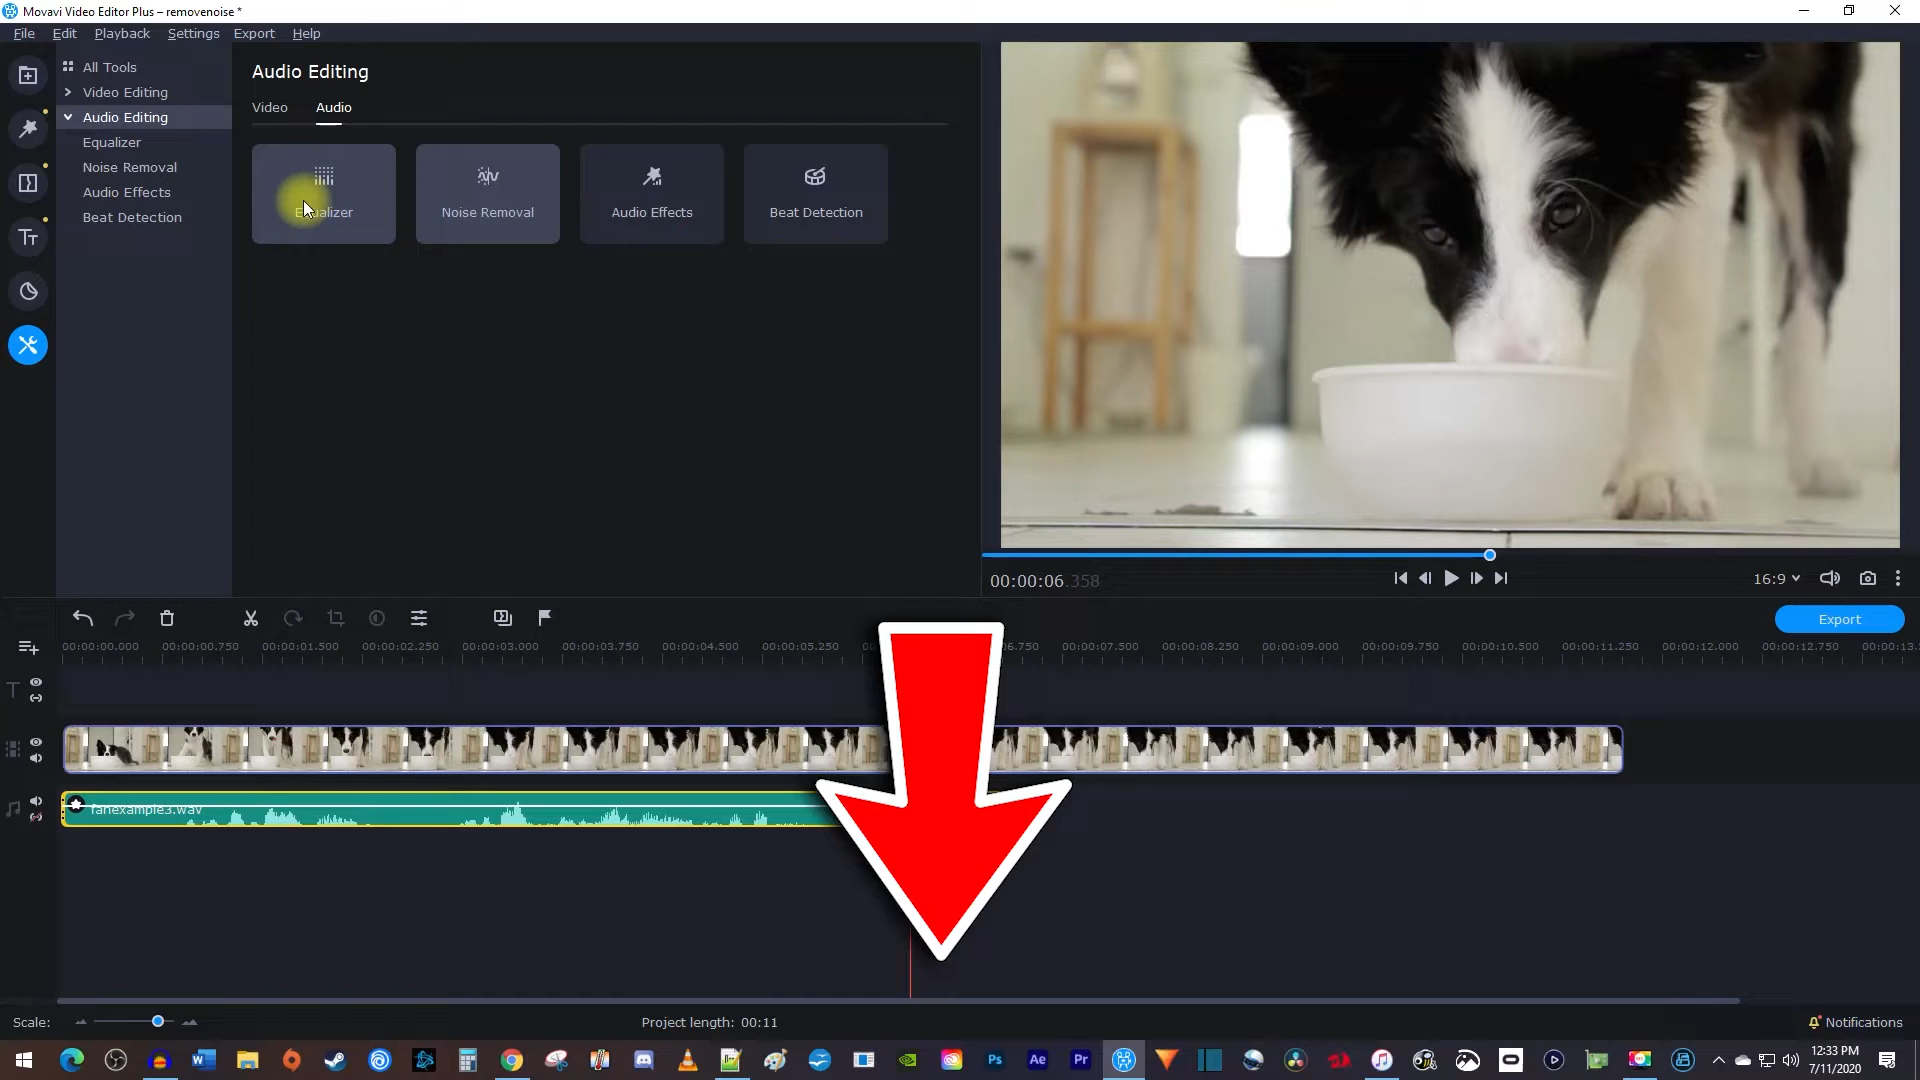 Movavi Video Editor Plus – removenoise *
File Edit Playback Settings Export Help
All Tools
Video Editing
Audio Editing
Equalizer
Noise Removal
Audio Effects
Beat Detection
Audio Editing
Video Audio
Equalizer
Noise Removal
Audio Effects
Beat Detection
00:00:06.358
16:9
Export
00:00:00.000 00:00:00.750 00:00:01.500 00:00:02.250 00:00:03.000 00:00:03.750 00:00:04.500 00:00:05.250 00:00:07.500 00:00:08.250 00:00:09.000 00:00:09.750 00:00:10.500 00:00:11.250 00:00:12.000 00:00:12.750
fanexample3.wav
Scale:
Project length: 00:11
Notifications
Ps
Ae
Pr
12:33 PM
7/11/2020